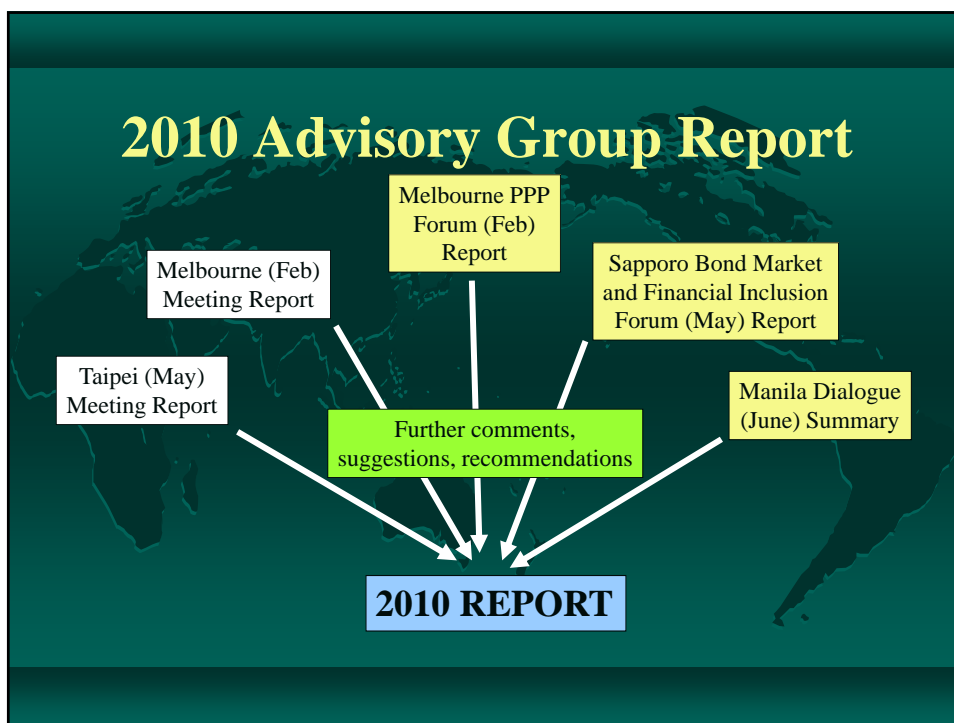 2010 Advisory Group Report
Melbourne PPP
Forum (Feb)
Report
Melbourne (Feb)
Meeting Report
Sapporo Bond Market
and Financial Inclusion
Forum (May) Report
Taipei (May)
Meeting Report
Manila Dialogue
(June) Summary
Further comments,
suggestions, recommendations
2010 REPORT